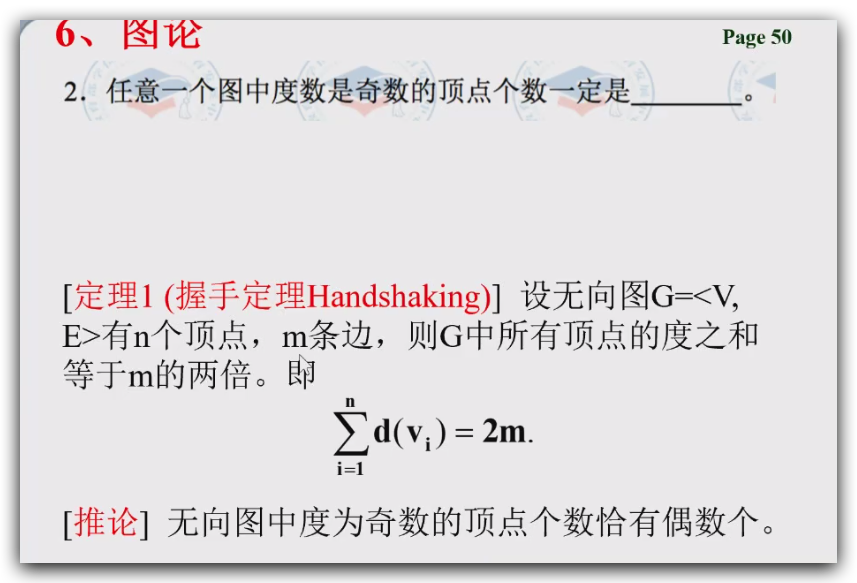 6、图论
Page 50
2. 任意一个图中度数是奇数的顶点个数一定是________。
[定理1 (握手定理Handshaking)] 设无向图G=<V,
E>有n个顶点，m条边，则G中所有顶点的度之和
等于m的两倍。即
n
∑d(vᵢ) = 2m.
i=1
[推论] 无向图中度为奇数的顶点个数恰有偶数个。